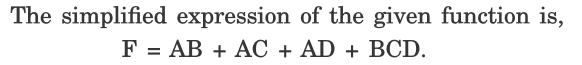 The simplified expression of the given function is,
F = AB + AC + AD + BCD.